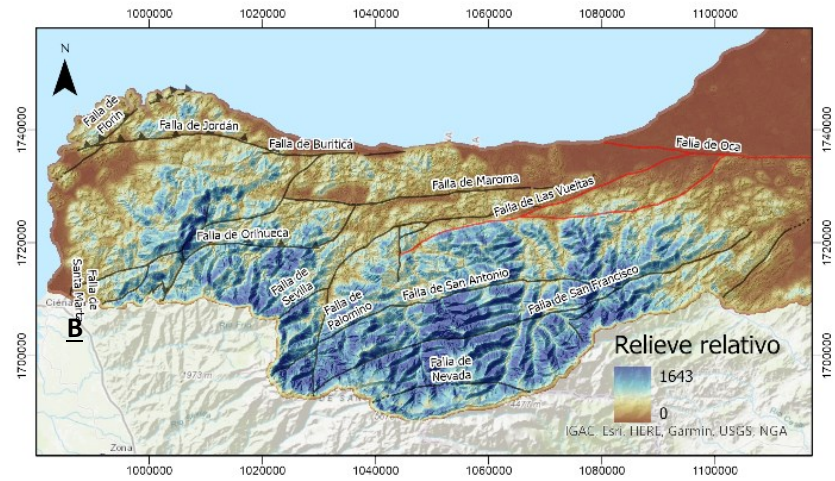 1000000 1020000 1040000 1060000 1080000 1100000
N
Falla de
Florín
Falla de Jordán
1740000
Falla de Buriticá
Falla de Oca
1740000
Falla de Maroma
Falla de Las Vueltas
1720000
Falla de Orihueca
1720000
Falla de
Santa Marta
Falla de
Sevilla
Falla de
Palomino
Falla de San Antonio
Falla de San Francisco
B
1700000
Falla de
Nevada
1700000
1973 m
Relieve relativo
1643
0
IGAC Esri, HERE, Garmin, USGS, NGA
Zona
1000000 1020000 1040000 1060000 1080000 1100000